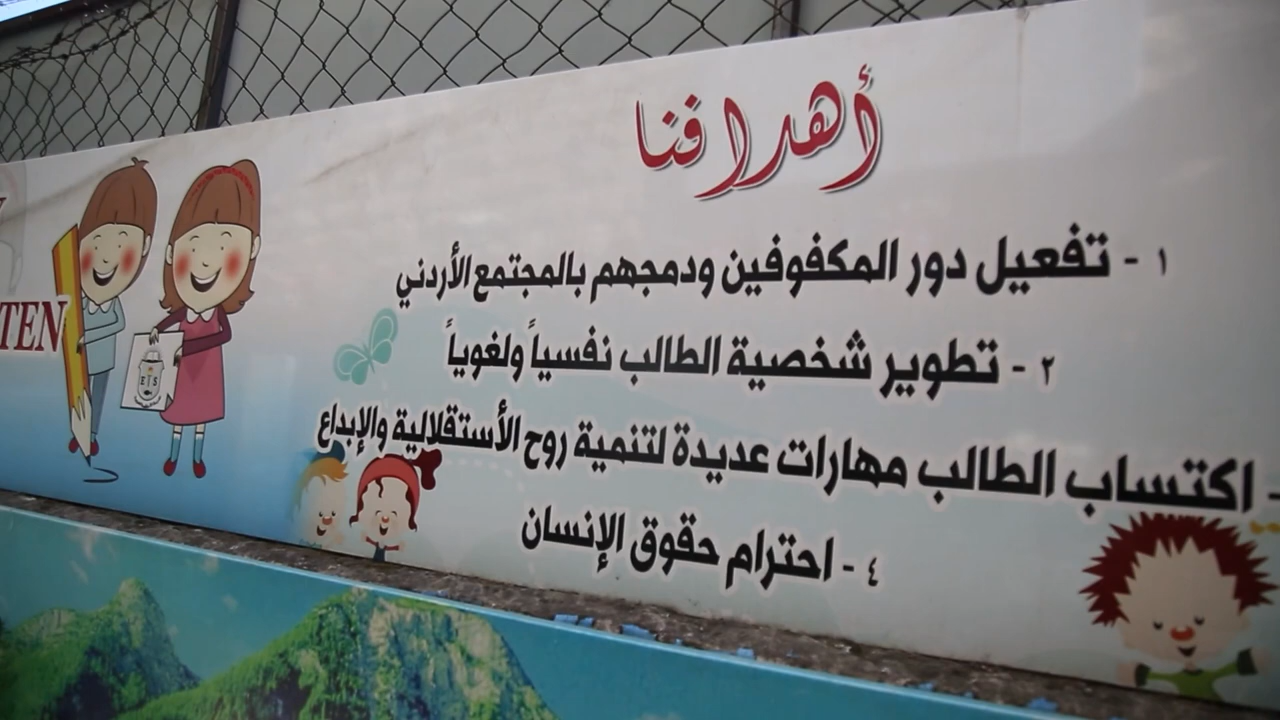 أهدافنا
١ - تفعيل دور المكفوفين ودمجهم بالمجتمع الأردني
٢ - تطوير شخصية الطالب نفسياً ولغوياً
- اكتساب الطالب مهارات عديدة لتنمية روح الأستقلالية والإبداع
٤ - احترام حقوق الإنسان
TEN
ETS